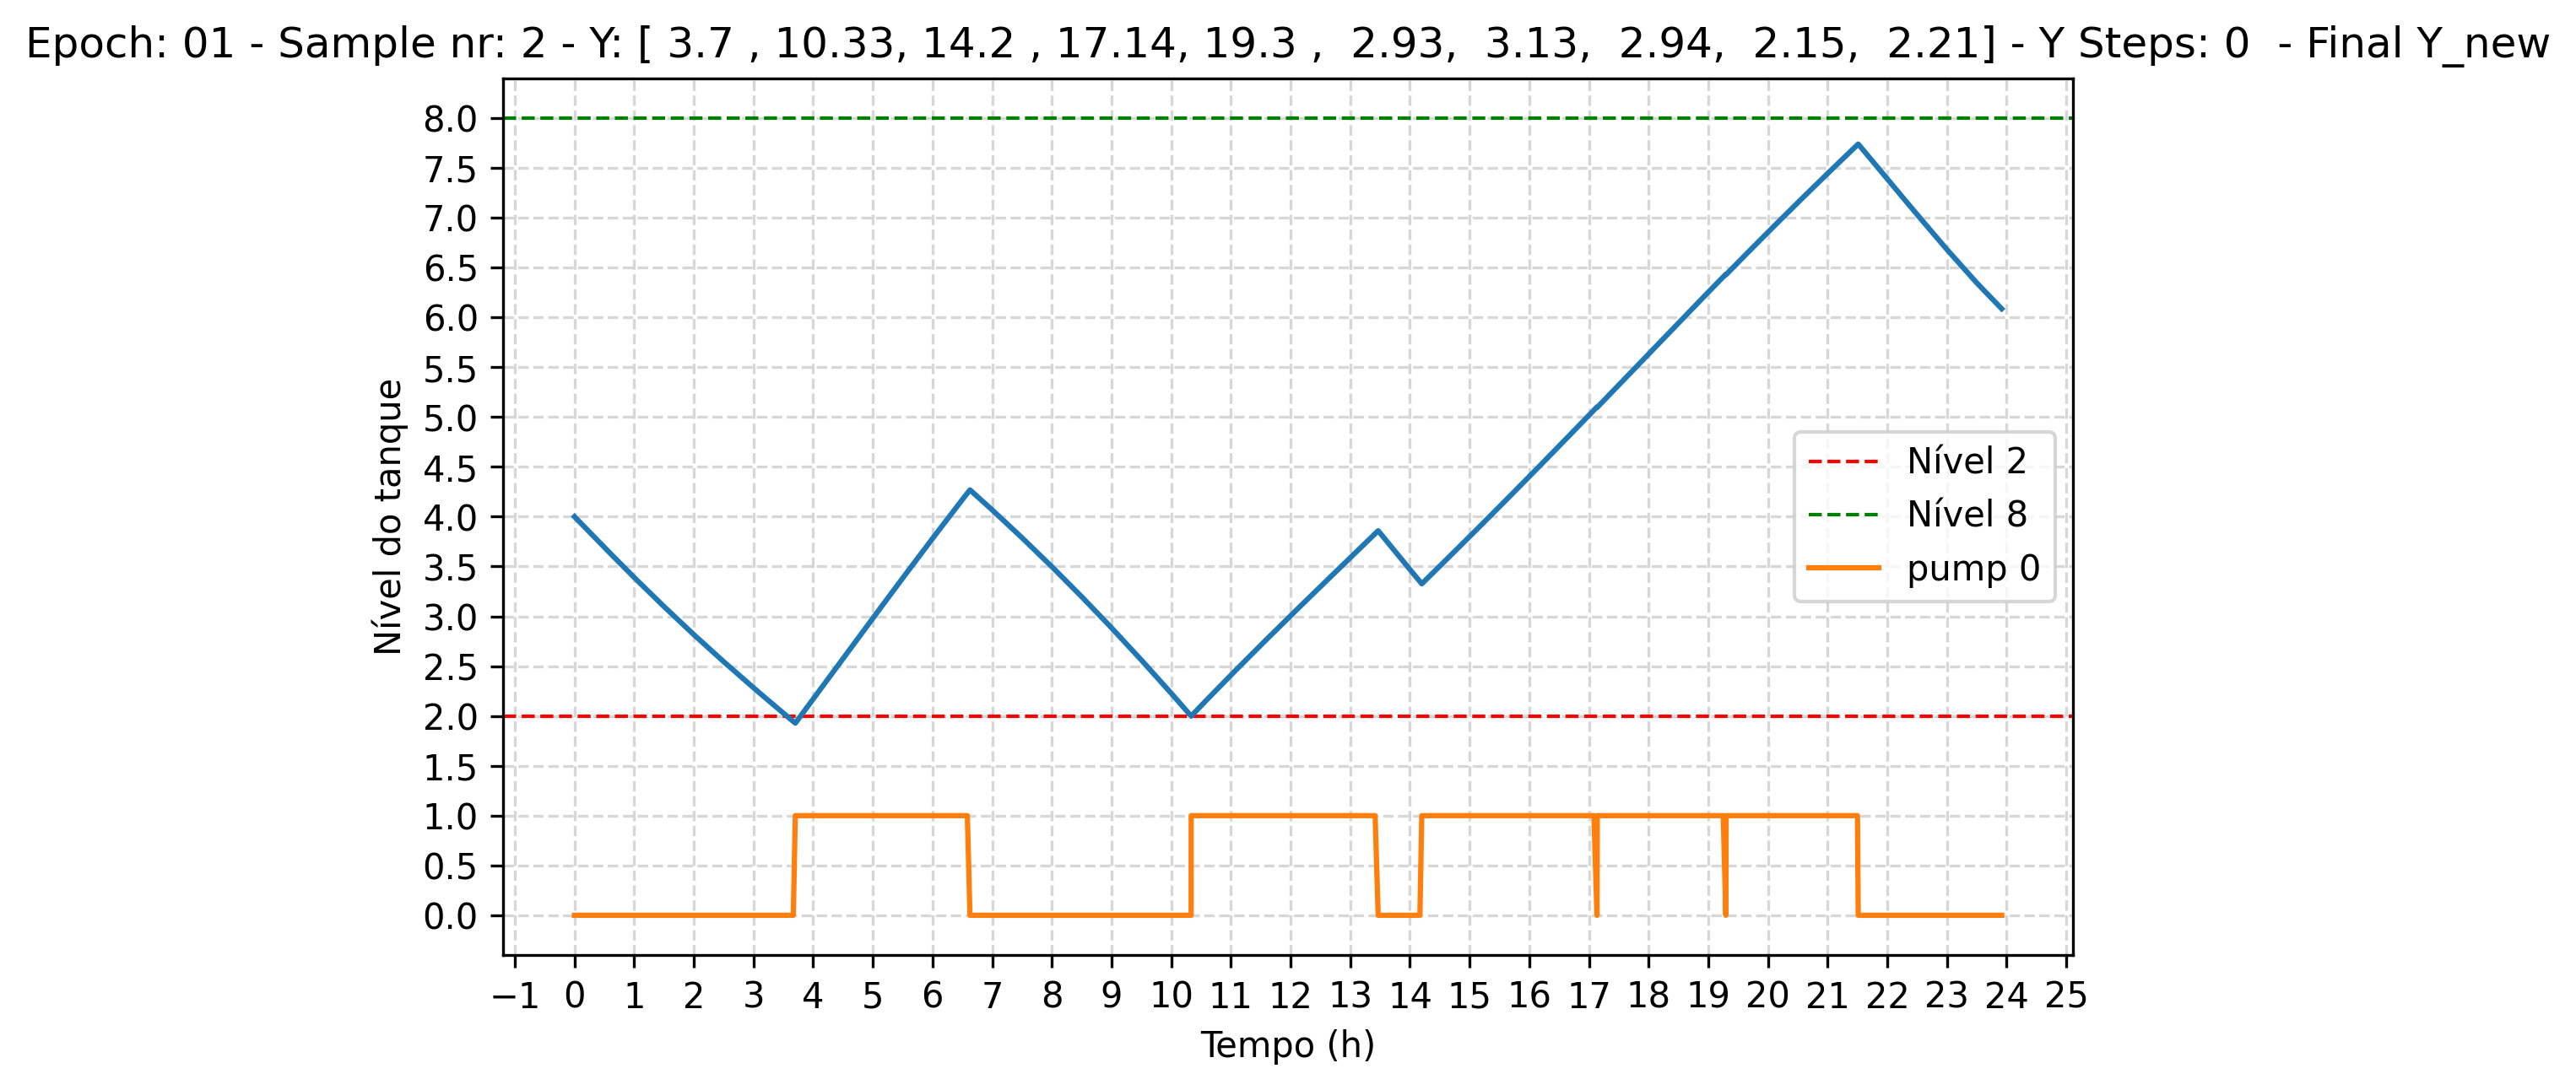 Epoch: 01 - Sample nr: 2 - Y: [ 3.7 , 10.33, 14.2 , 17.14, 19.3 ,  2.93,  3.13,  2.94,  2.15,  2.21] - Y Steps: 0  - Final Y_new
8.0
7.5
7.0
6.5
6.0
5.5
5.0
4.5
4.0
3.5
3.0
2.5
2.0
1.5
1.0
0.5
0.0
Nível do tanque
Nível 2
Nível 8
pump 0
−1 0 1 2 3 4 5 6 7 8 9 10 11 12 13 14 15 16 17 18 19 20 21 22 23 24 25
Tempo (h)